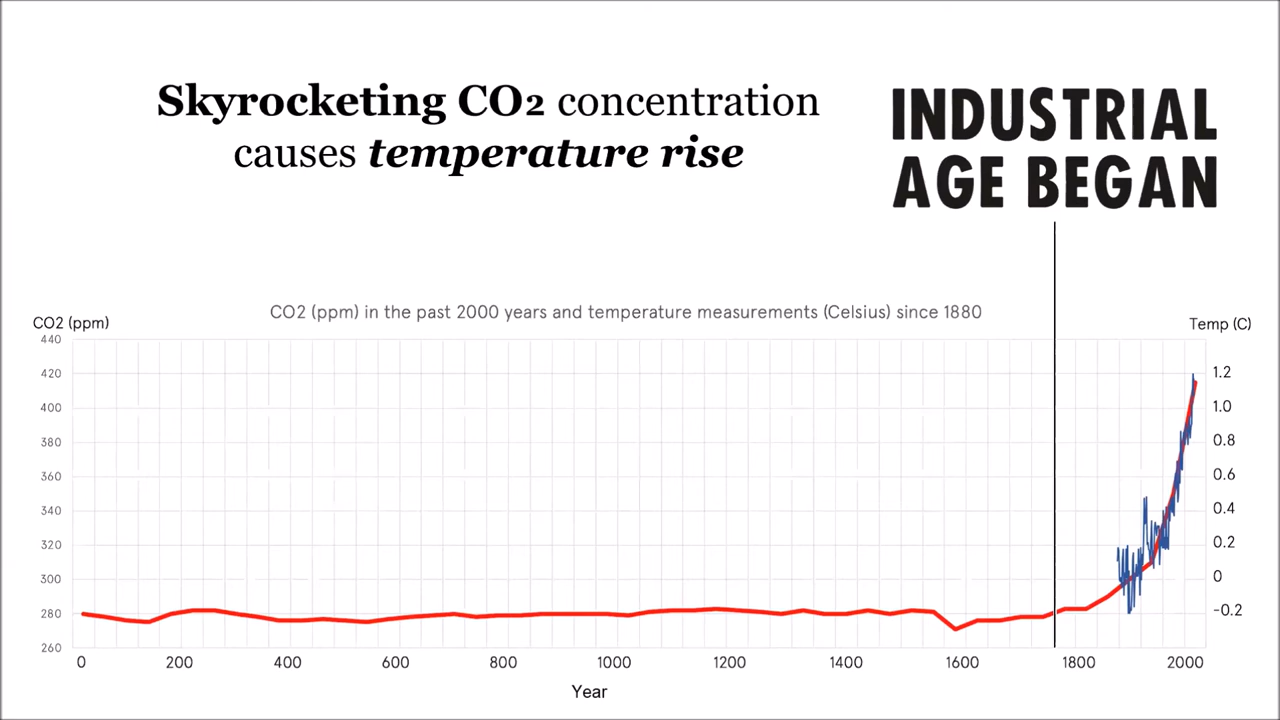 Skyrocketing CO2 concentration
causes temperature rise
INDUSTRIAL
AGE BEGAN
CO2 (ppm) in the past 2000 years and temperature measurements (Celsius) since 1880
CO2 (ppm)
Temp (C)
440
420
400
380
360
340
320
300
280
260
1.2
1.0
0.8
0.6
0.4
0.2
0
-0.2
0 200 400 600 800 1000 1200 1400 1600 1800 2000
Year